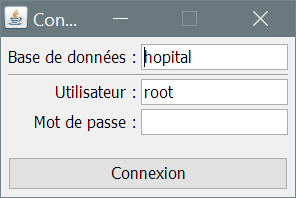 Con...
Base de données : hopital
Utilisateur : root
Mot de passe :
Connexion